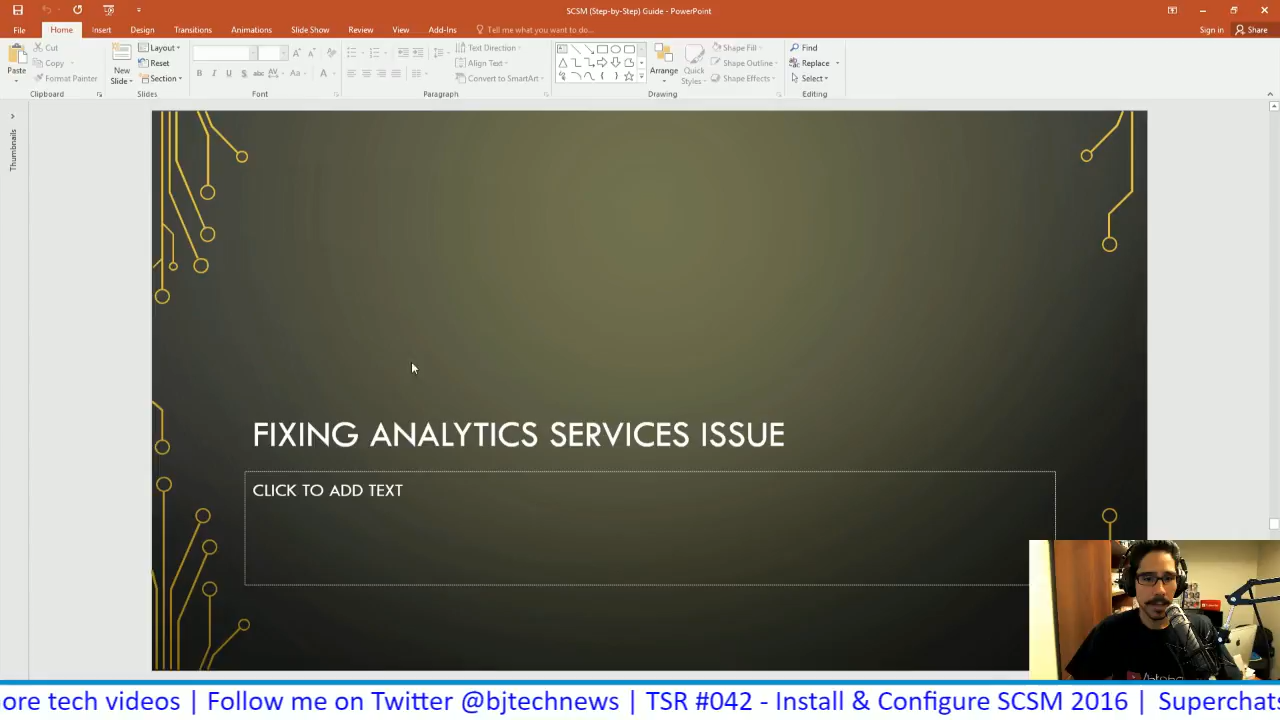 SCSM (Step-by-Step) Guide - PowerPoint
File
Home
Insert
Design
Transitions
Animations
Slide Show
Review
View
Add-Ins
Tell me what you want to do...
Sign in
Share
Paste
Cut
Copy
Format Painter
Clipboard
New
Slide
Layout
Reset
Section
Slides
B I U S abc AV Aa A
Font
Text Direction
Align Text
Convert to SmartArt
Paragraph
Arrange
Quick
Styles
Shape Fill
Shape Outline
Shape Effects
Drawing
Find
Replace
Select
Editing
Thumbnails
FIXING ANALYTICS SERVICES ISSUE
CLICK TO ADD TEXT
ore tech videos | Follow me on Twitter @bjtechnews | TSR #042 - Install & Configure SCSM 2016 | Superchats